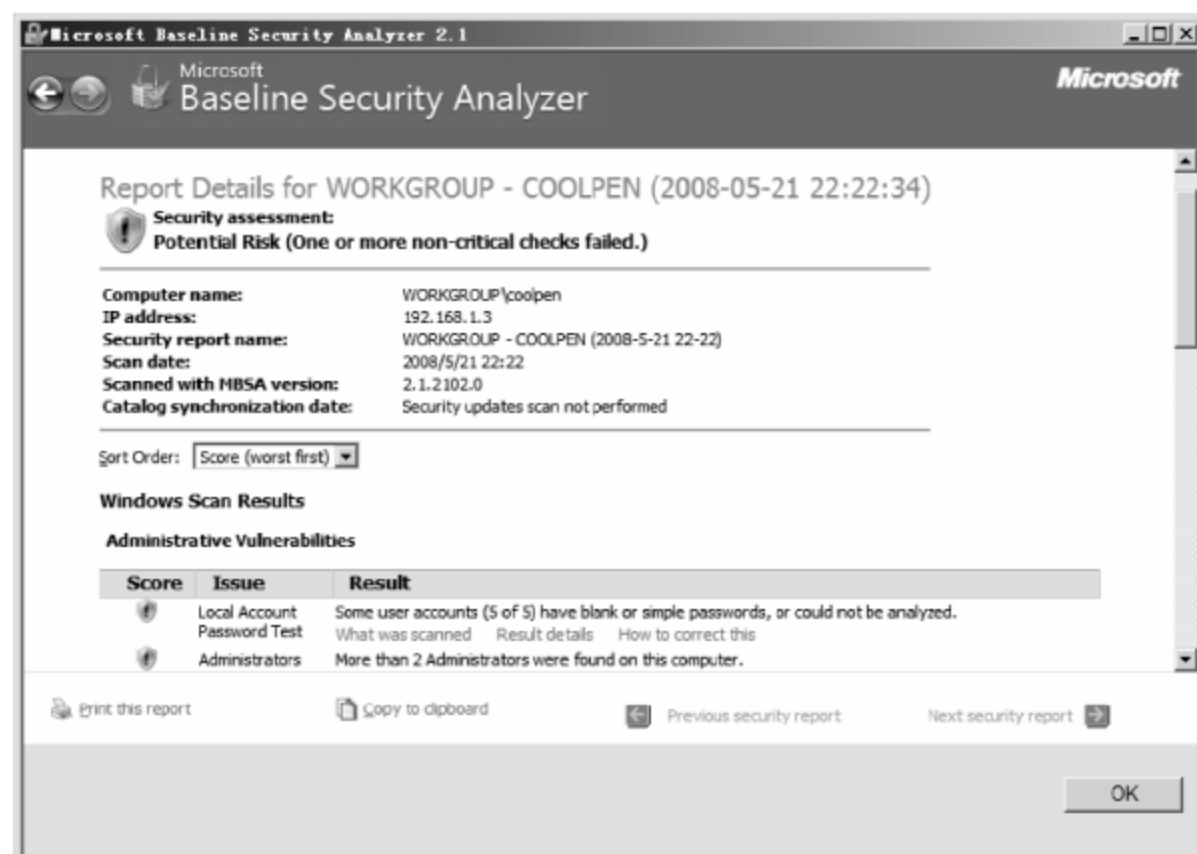 Microsoft Baseline Security Analyzer 2.1
Microsoft
Baseline Security Analyzer
Microsoft
Report Details for WORKGROUP - COOLPEN (2008-05-21 22:22:34)
Security assessment:
Potential Risk (One or more non-critical checks failed.)
Computer name: WORKGROUP\coolpen
IP address: 192.168.1.3
Security report name: WORKGROUP - COOLPEN (2008-5-21 22-22)
Scan date: 2008/5/21 22:22
Scanned with MBSA version: 2.1.2102.0
Catalog synchronization date: Security updates scan not performed
Sort Order: Score (worst first)
Windows Scan Results
Administrative Vulnerabilities
Score Issue Result
Local Account Password Test Some user accounts (5 of 5) have blank or simple passwords, or could not be analyzed.
What was scanned Result details How to correct this
Administrators More than 2 Administrators were found on this computer.
Print this report Copy to clipboard Previous security report Next security report
OK